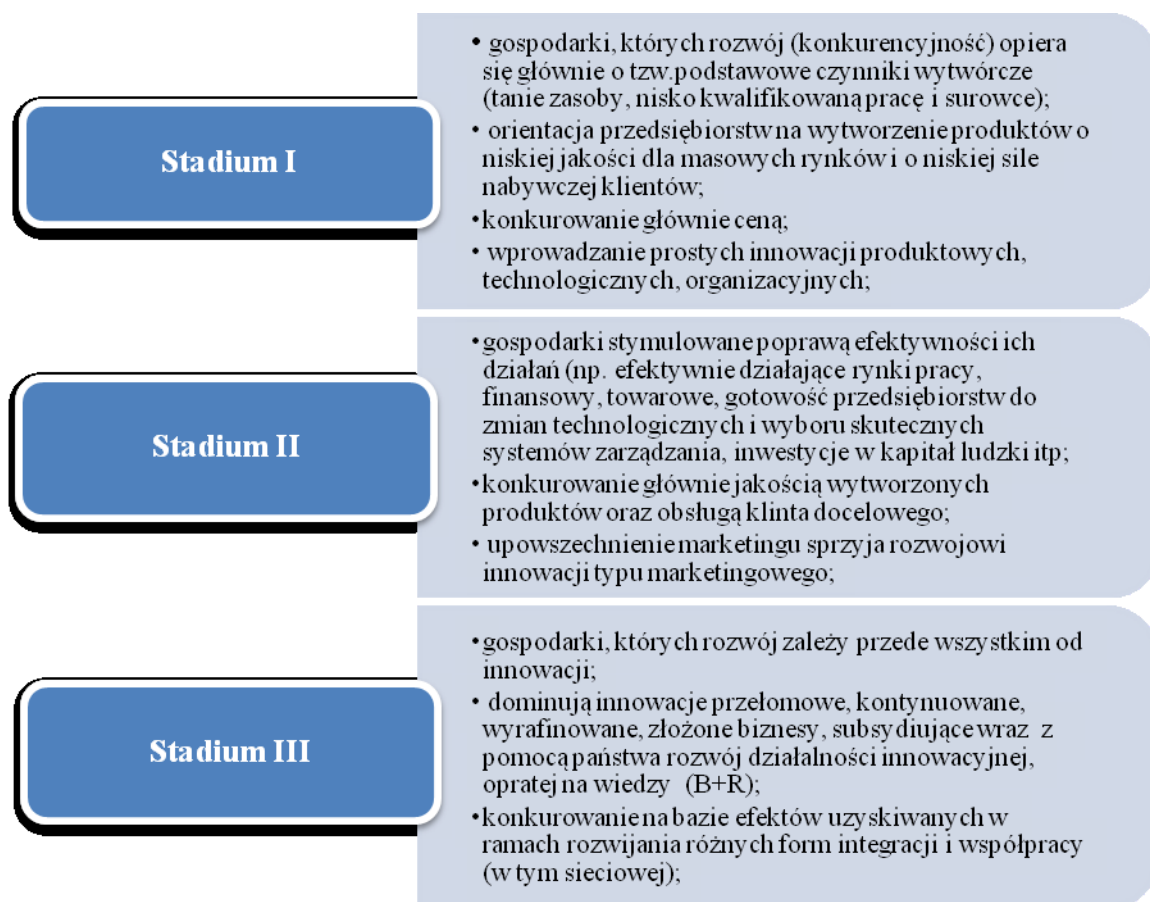 Stadium I
• gospodarki, których rozwój (konkurencyjność) opiera
się głównie o tzw.podstawowe czynniki wytwórcze
(tanie zasoby, nisko kwalifikowaną pracę i surowce);
• orientacja przedsiębiorstw na wytworzenie produktów o
niskiej jakości dla masowych rynków i o niskiej sile
nabywczej klientów;
• konkurowanie głównie ceną;
• wprowadzanie prostych innowacji produktowych,
technologicznych, organizacyjnych;
Stadium II
• gospodarki stymulowane poprawą efektywności ich
działań (np. efektywnie działające rynki pracy,
finansowy, towarowe, gotowość przedsiębiorstw do
zmian technologicznych i wyboru skutecznych
systemów zarządzania, inwestycje w kapitał ludzki itp;
• konkurowanie głównie jakością wytworzonych
produktów oraz obsługą klinta docelowego;
• upowszechnienie marketingu sprzyja rozwojowi
innowacji typu marketingowego;
Stadium III
• gospodarki, których rozwój zależy przede wszystkim od
innowacji;
• dominują innowacje przełomowe, kontynuowane,
wyrafinowane, złożone biznesy, subsydiujące wraz z
pomocą państwa rozwój działalności innowacyjnej,
opratej na wiedzy (B+R);
• konkurowanie na bazie efektów uzyskiwanych w
ramach rozwijania różnych form integracji i współpracy
(w tym sieciowej);